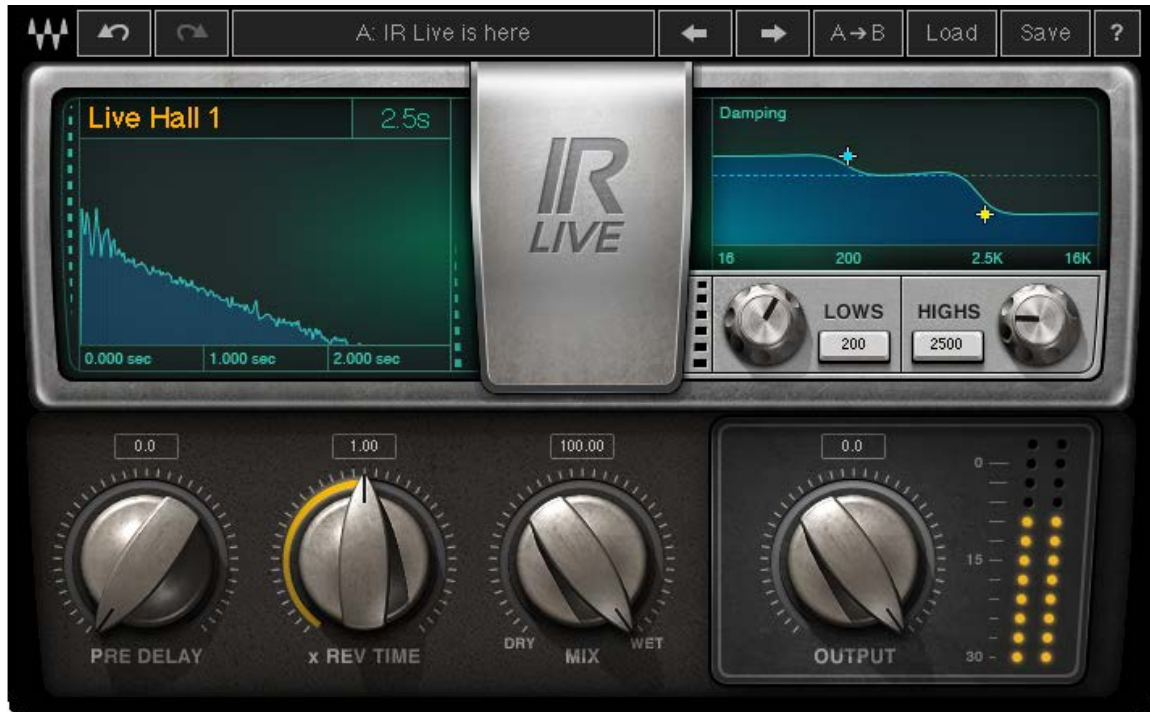 A: IR Live is here
A→B
Load
Save
?
Live Hall 1
2.5s
0.000 sec
1.000 sec
2.000 sec
IR
LIVE
Damping
16
200
2.5K
16K
LOWS
200
HIGHS
2500
0.0
PRE DELAY
1.00
x REV TIME
100.00
DRY
WET
MIX
0.0
OUTPUT
0
15
30